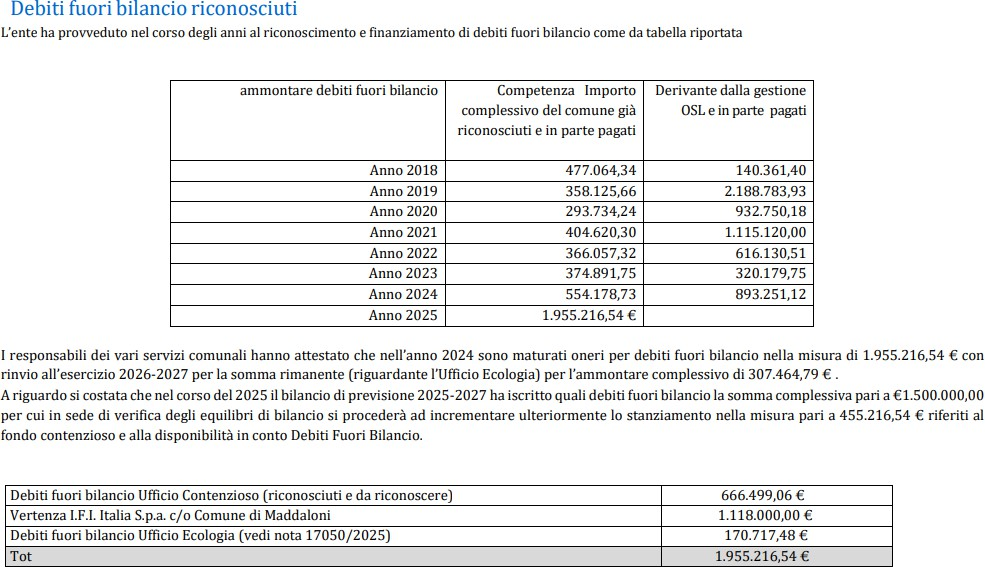 Debiti fuori bilancio riconosciuti
L’ente ha provveduto nel corso degli anni al riconoscimento e finanziamento di debiti fuori bilancio come da tabella riportata
ammontare debiti fuori bilancio
Competenza Importo
complessivo del comune già
riconosciuti e in parte pagati
Derivante dalla gestione
OSL e in parte pagati
Anno 2018 477.064,34 140.361,40
Anno 2019 358.125,66 2.188.783,93
Anno 2020 293.734,24 932.750,18
Anno 2021 404.620,30 1.115.120,00
Anno 2022 366.057,32 616.130,51
Anno 2023 374.891,75 320.179,75
Anno 2024 554.178,73 893.251,12
Anno 2025 1.955.216,54 €
I responsabili dei vari servizi comunali hanno attestato che nell’anno 2024 sono maturati oneri per debiti fuori bilancio nella misura di 1.955.216,54 € con
rinvio all’esercizio 2026-2027 per la somma rimanente (riguardante l’Ufficio Ecologia) per l’ammontare complessivo di 307.464,79 € .
A riguardo si costata che nel corso del 2025 il bilancio di previsione 2025-2027 ha iscritto quali debiti fuori bilancio la somma complessiva pari a €1.500.000,00
per cui in sede di verifica degli equilibri di bilancio si procederà ad incrementare ulteriormente lo stanziamento nella misura pari a 455.216,54 € riferiti al
fondo contenzioso e alla disponibilità in conto Debiti Fuori Bilancio.
Debiti fuori bilancio Ufficio Contenzioso (riconosciuti e da riconoscere) 666.499,06 €
Vertenza I.F.I. Italia S.p.a. c/o Comune di Maddaloni 1.118.000,00 €
Debiti fuori bilancio Ufficio Ecologia (vedi nota 17050/2025) 170.717,48 €
Tot 1.955.216,54 €